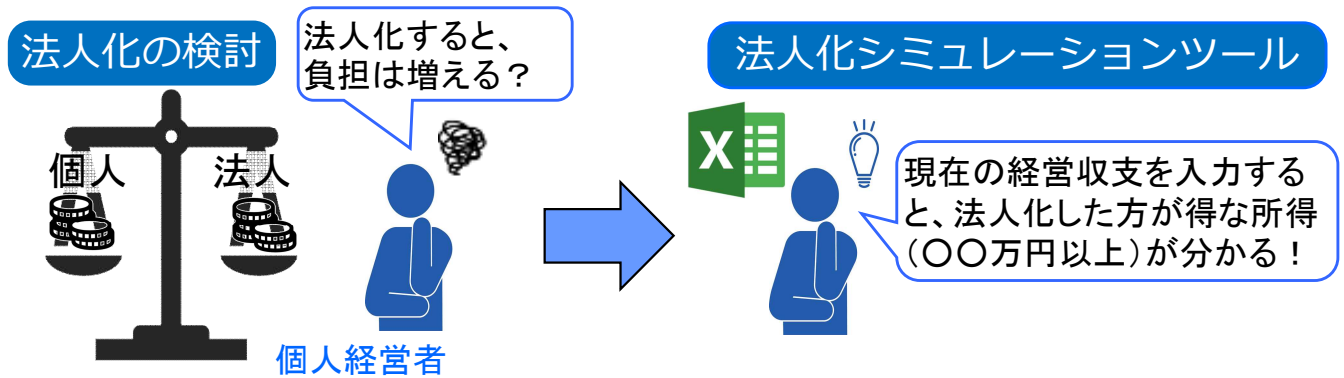 法人化の検討
法人化すると、
負担は増える？
個人
法人
個人経営者
法人化シミュレーションツール
X
現在の経営収支を入力する
と、法人化した方が得な所得
（〇〇万円以上）が分かる！